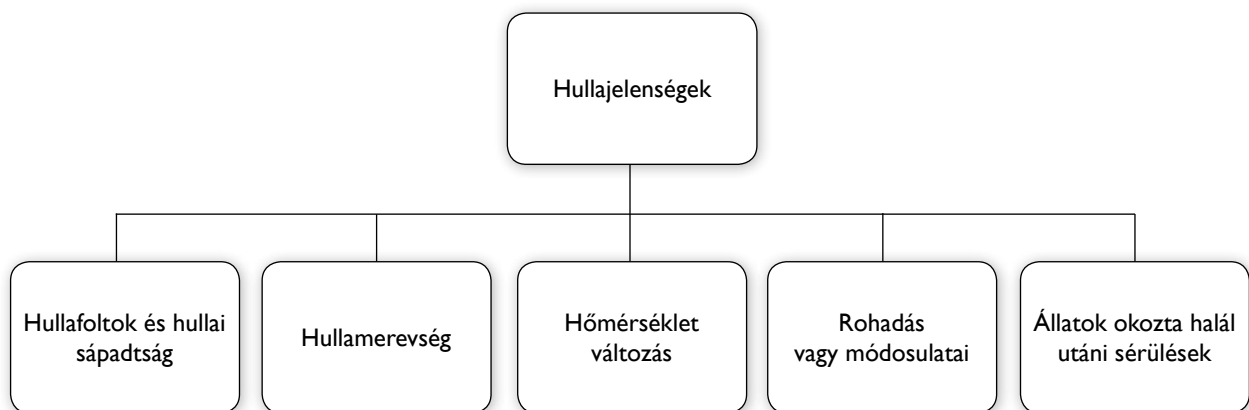 Hullajelenségek
Hullafoltok és hullai
sápadtság
Hullamerevség
Hőmérséklet
változás
Rohadás
vagy módosulatai
Állatok okozta halál
utáni sérülések